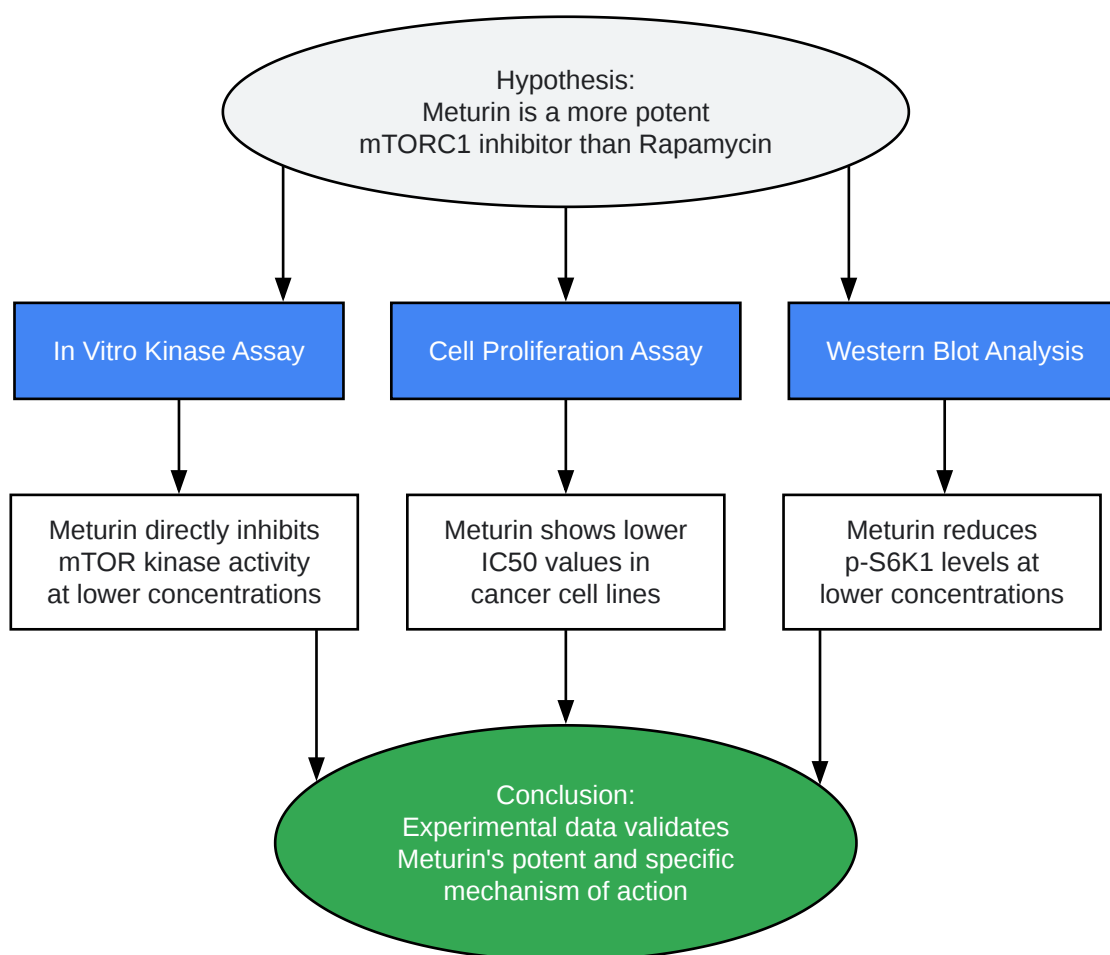 Hypothesis:
Meturin is a more potent
mTORC1 inhibitor than Rapamycin
In Vitro Kinase Assay
Cell Proliferation Assay
Western Blot Analysis
Meturin directly inhibits
mTOR kinase activity
at lower concentrations
Meturin shows lower
IC50 values in
cancer cell lines
Meturin reduces
p-S6K1 levels at
lower concentrations
Conclusion:
Experimental data validates
Meturin's potent and specific
mechanism of action